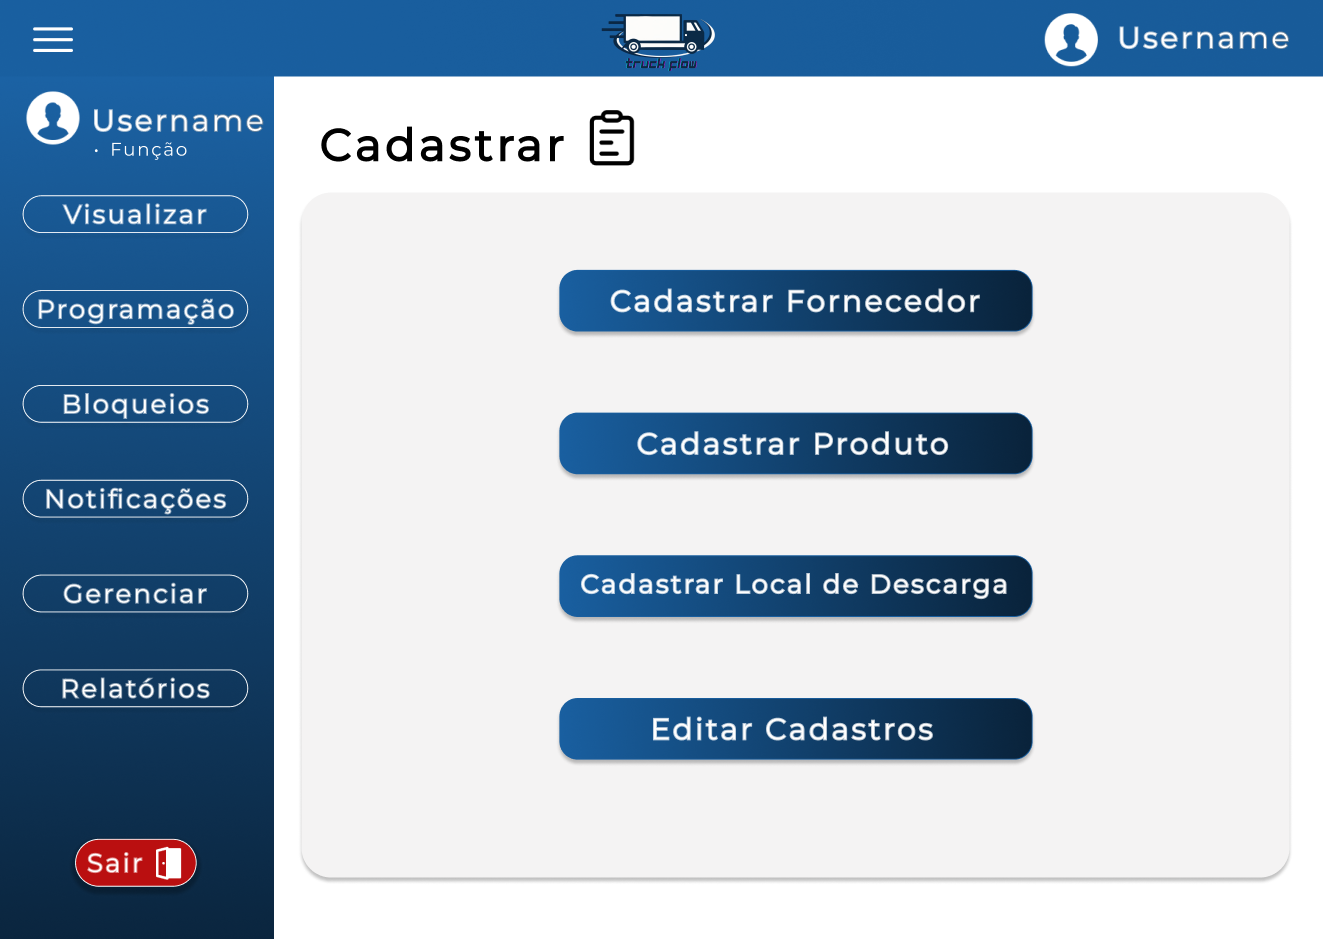 truck flow
Username
Username
• Função
Visualizar
Programação
Bloqueios
Notificações
Gerenciar
Relatórios
Sair
Cadastrar
Cadastrar Fornecedor
Cadastrar Produto
Cadastrar Local de Descarga
Editar Cadastros